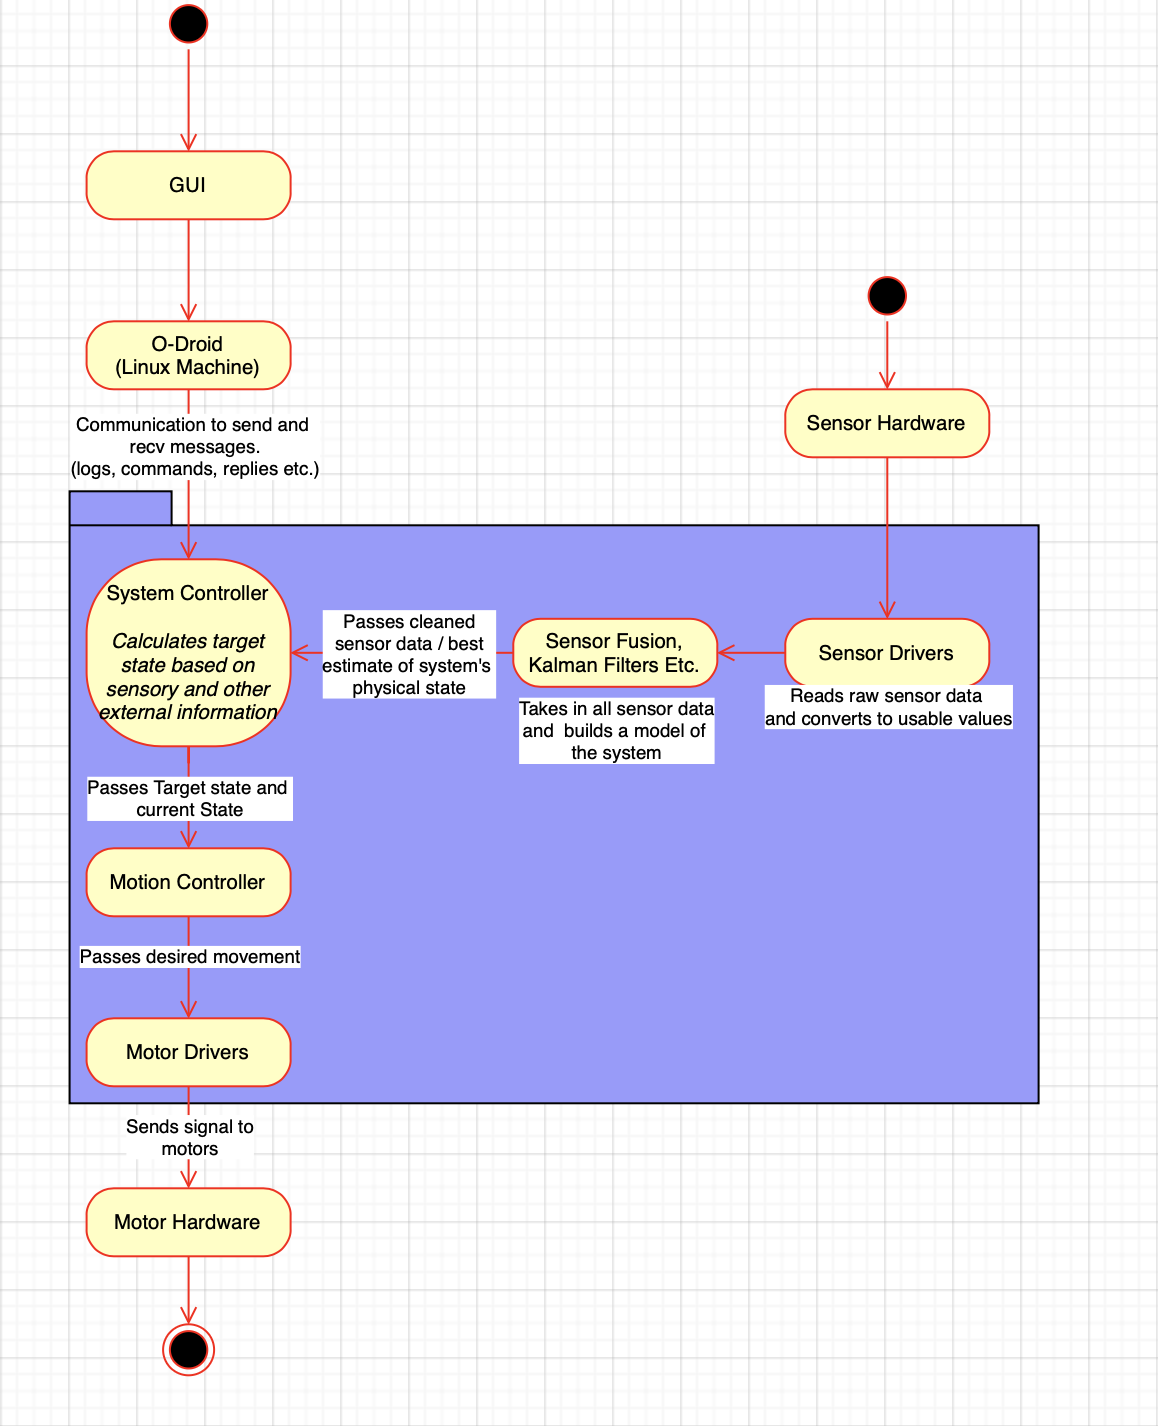 GUI
O-Droid
(Linux Machine)
Communication to send and
recv messages.
(logs, commands, replies etc.)
Sensor Hardware
System Controller
Calculates target
state based on
sensory and other
external information
Passes cleaned
sensor data / best
estimate of system's
physical state
Sensor Fusion,
Kalman Filters Etc.
Takes in all sensor data
and builds a model of
the system
Sensor Drivers
Reads raw sensor data
and converts to usable values
Passes Target state and
current State
Motion Controller
Passes desired movement
Motor Drivers
Sends signal to
motors
Motor Hardware